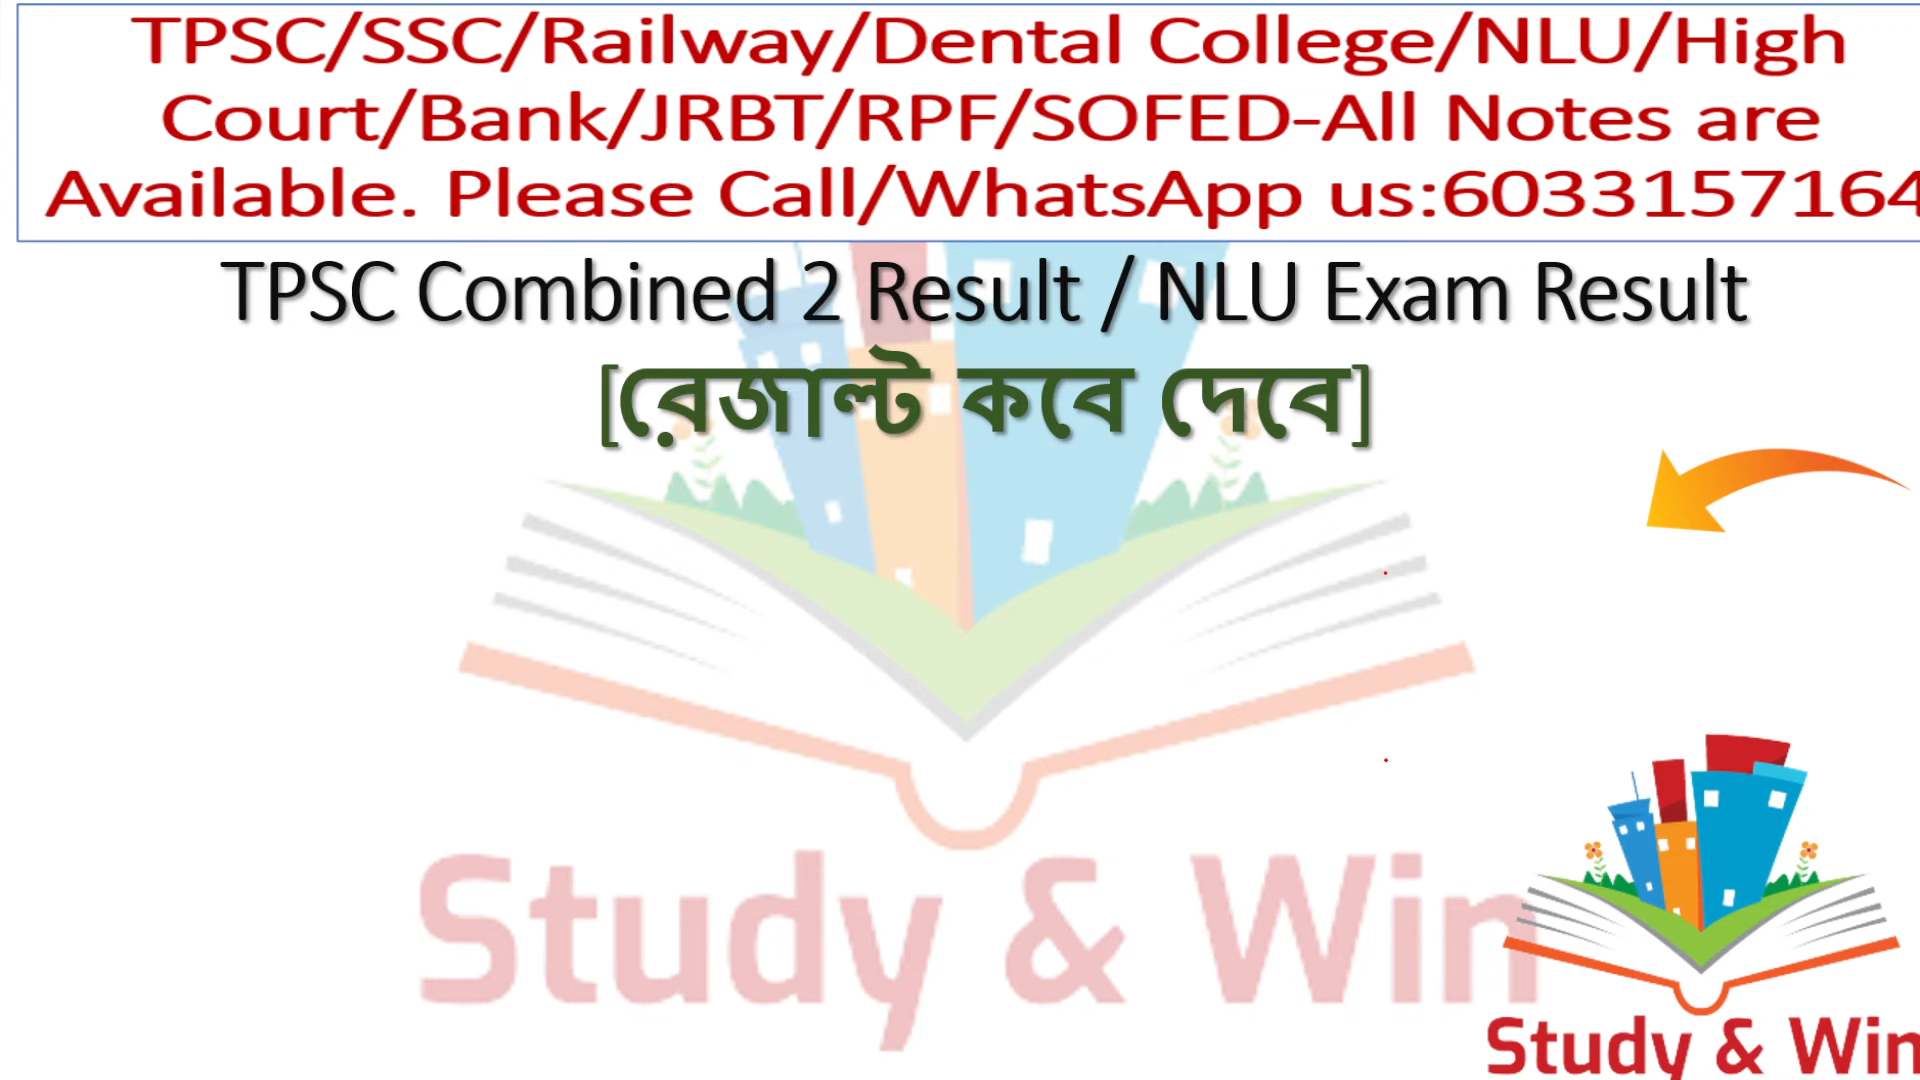 TPSC/SSC/Railway/Dental College/NLU/High
Court/Bank/JRBT/RPF/SOFED-All Notes are
Available. Please Call/WhatsApp us:6033157164
TPSC Combined 2 Result / NLU Exam Result
[রেজাল্ট কবে দেবে]
Study & Win
Study & Win